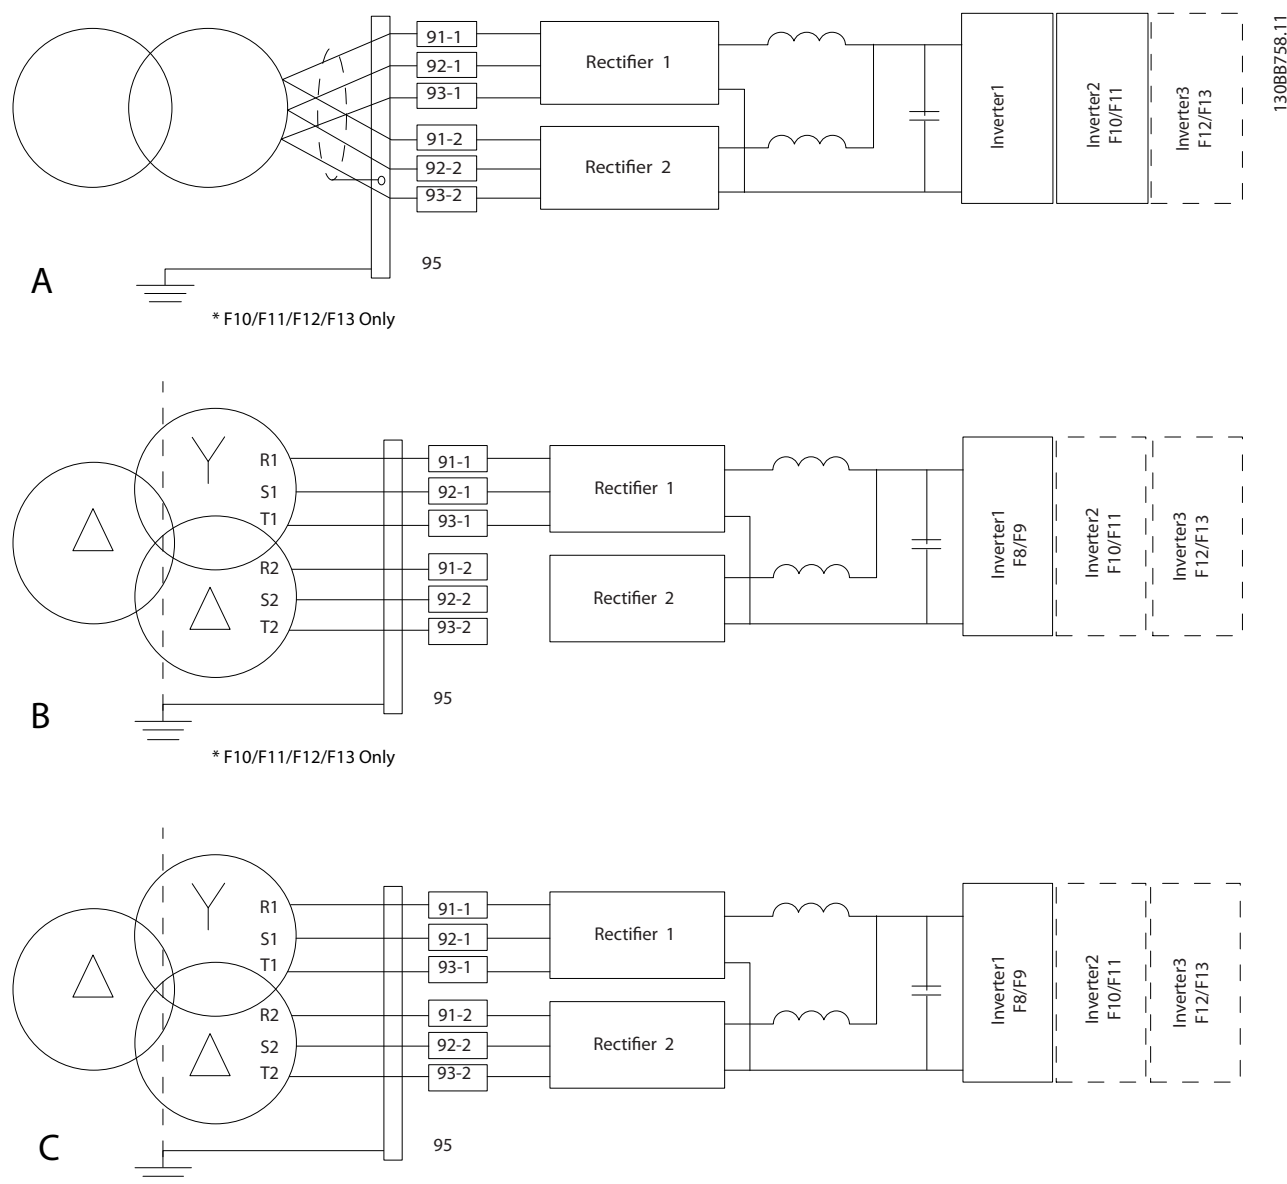 130BB758.11
91-1
92-1
93-1
91-2
92-2
93-2
95
Rectifier 1
Rectifier 2
Inverter1
Inverter2
F10/F11
Inverter3
F12/F13
A
* F10/F11/F12/F13 Only
R1
S1
T1
R2
S2
T2
91-1
92-1
93-1
91-2
92-2
93-2
95
Rectifier 1
Rectifier 2
Inverter1
F8/F9
Inverter2
F10/F11
Inverter3
F12/F13
B
* F10/F11/F12/F13 Only
R1
S1
T1
R2
S2
T2
91-1
92-1
93-1
91-2
92-2
93-2
95
Rectifier 1
Rectifier 2
Inverter1
F8/F9
Inverter2
F10/F11
Inverter3
F12/F13
C